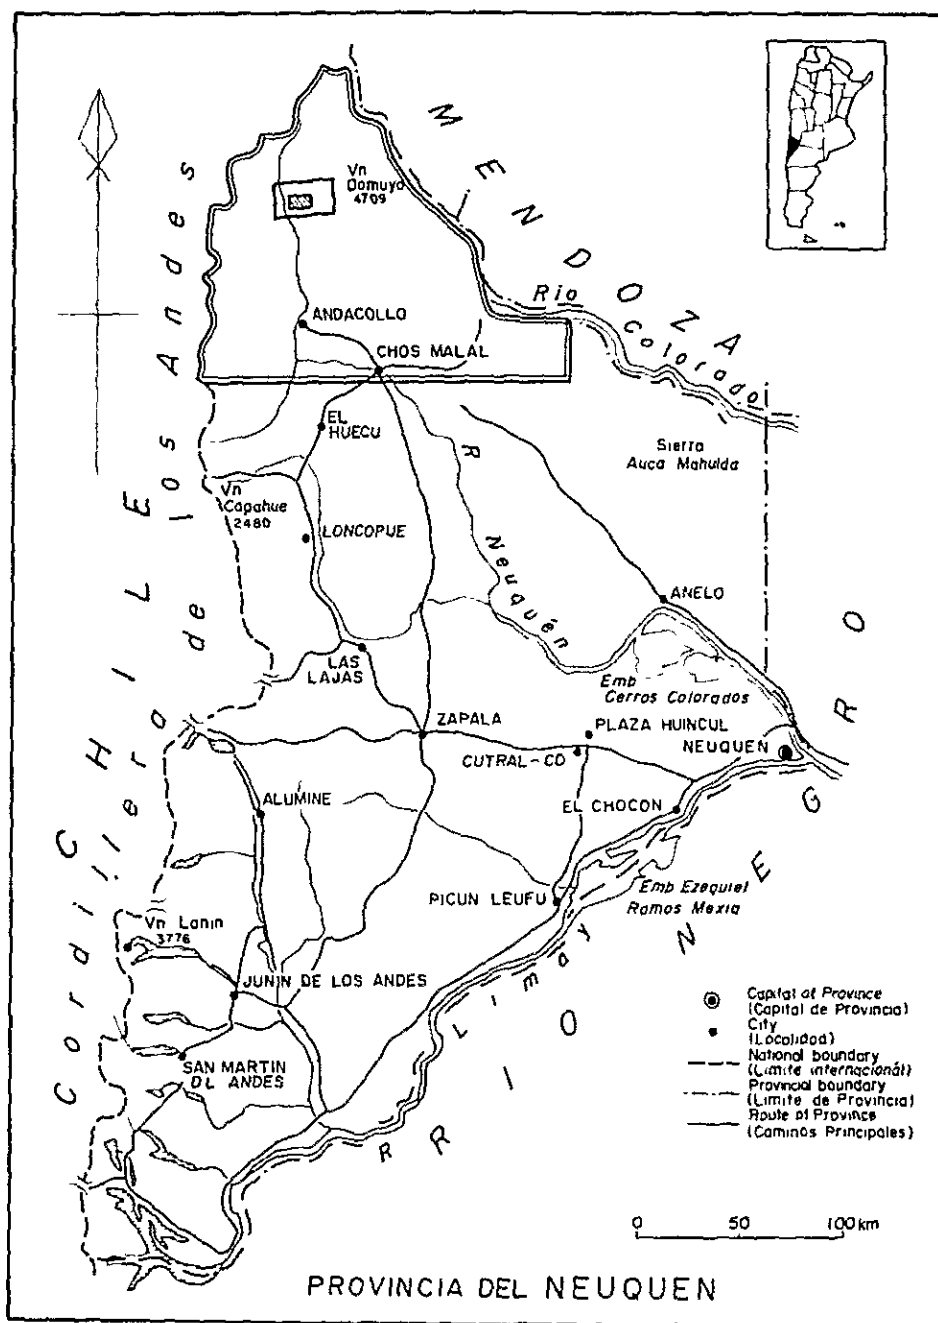 MENDOZA
Vn
Domuyo
4709
Río
Colorado
ANDACOLLO
CHOS MALAL
EL
HUECU
Sierra
Auca Mahuida
Vn
Capahue
2480
LONCOPUE
R
Neuquén
ANELO
LAS
LAJAS
Emb
Cerros Colorados
ZAPALA
PLAZA HUINCUL
NEUQUEN
CUTRAL-CO
ALUMINE
EL CHOCON
PICUN LEUFU
Emb Ezequiel
Ramos Mexia
Vn Lanin
3776
JUNIN DE LOS ANDES
SAN MARTIN
DL ANDES
R Limay
RIO NEGRO
CHILE
Cordillera de los Andes
Capital of Province
(Capital de Provincia)
City
(Localidad)
National boundary
(Limite internacionál)
Provincial boundary
(Limite de Provincia)
Route of Province
(Caminos Principales)
0 50 100 km
PROVINCIA DEL NEUQUEN